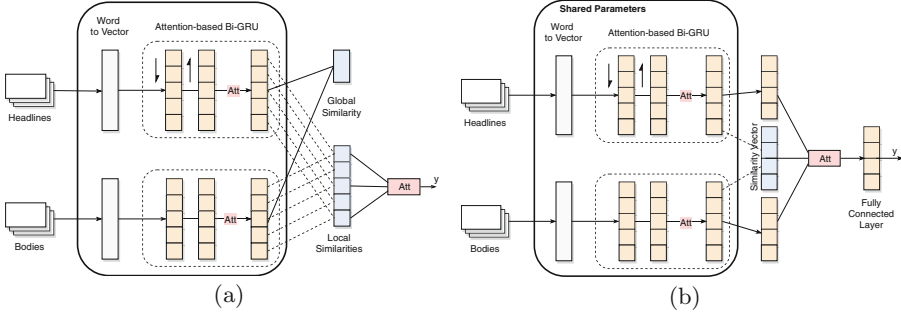 Word
to Vector
Attention-based Bi-GRU
Att
Headlines
Global
Similarity
Att
y
Att
Bodies
Local
Similarities
(a)
Shared Parameters
Word
to Vector
Attention-based Bi-GRU
Att
Headlines
Similarity Vector
Att
y
Att
Bodies
Fully
Connected
Layer
(b)